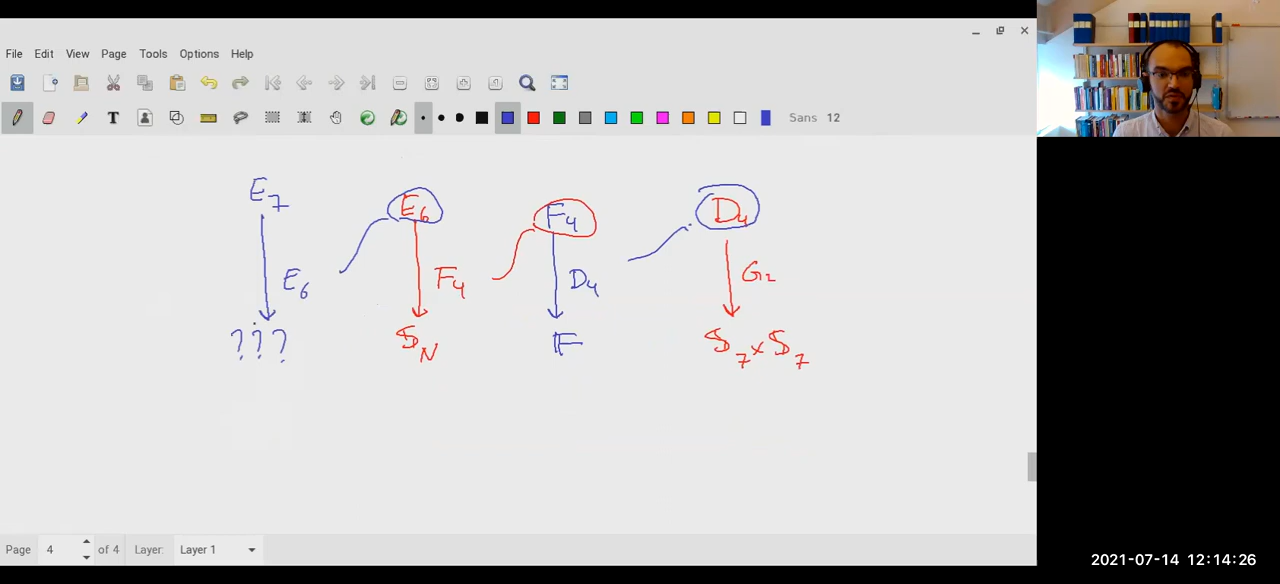 File Edit View Page Tools Options Help
Sans 12
E₇ E₆ F₄ D₄
E₆ F₄ D₄ G₂
??? 𝕊_N 𝔽 𝕊₇ × 𝕊₇
Page 4 of 4 Layer: Layer 1
2021-07-14 12:14:26